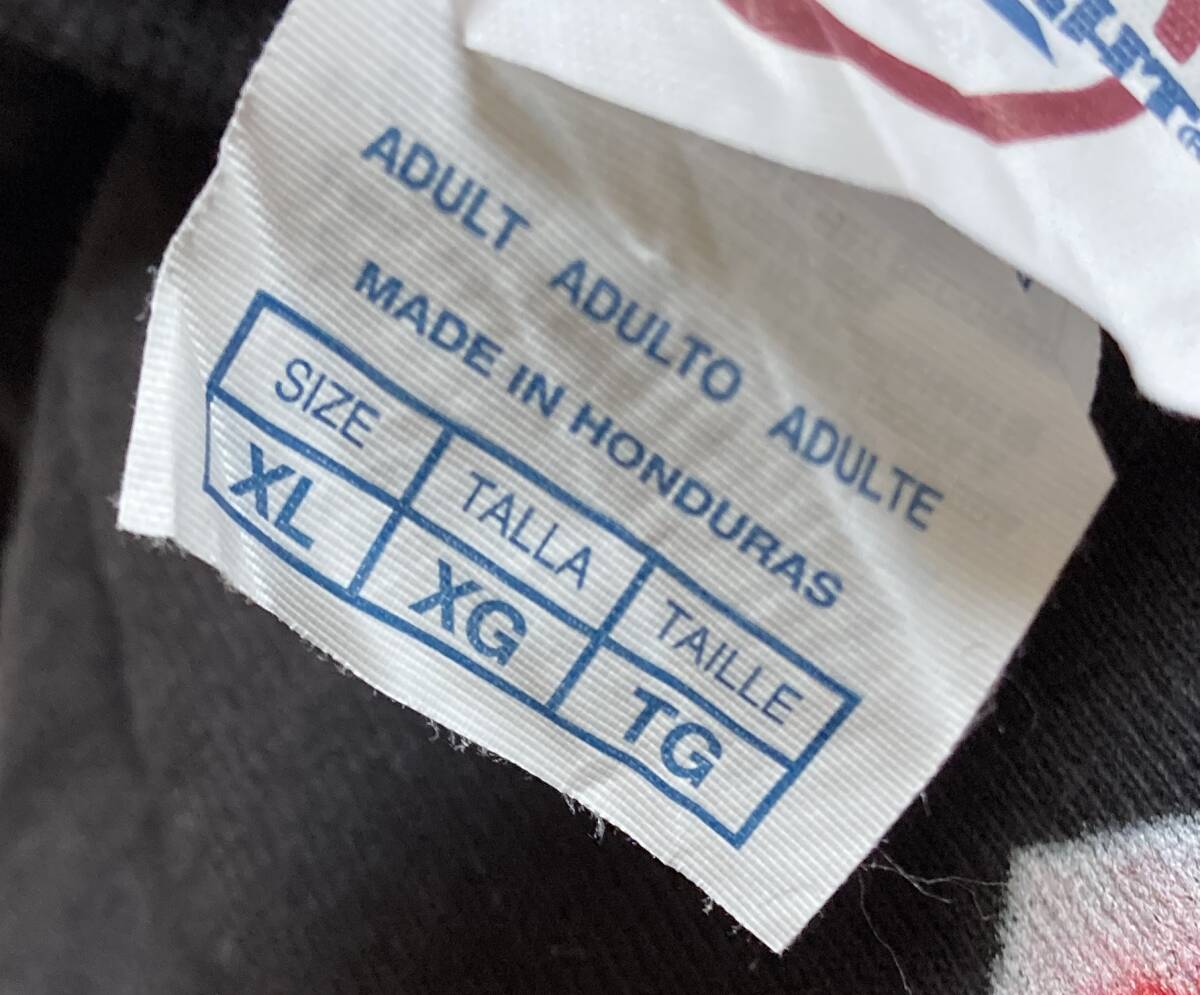 ADULT ADULTO ADULTE
MADE IN HONDURAS
SIZE TALLA TAILLE
XL XG TG